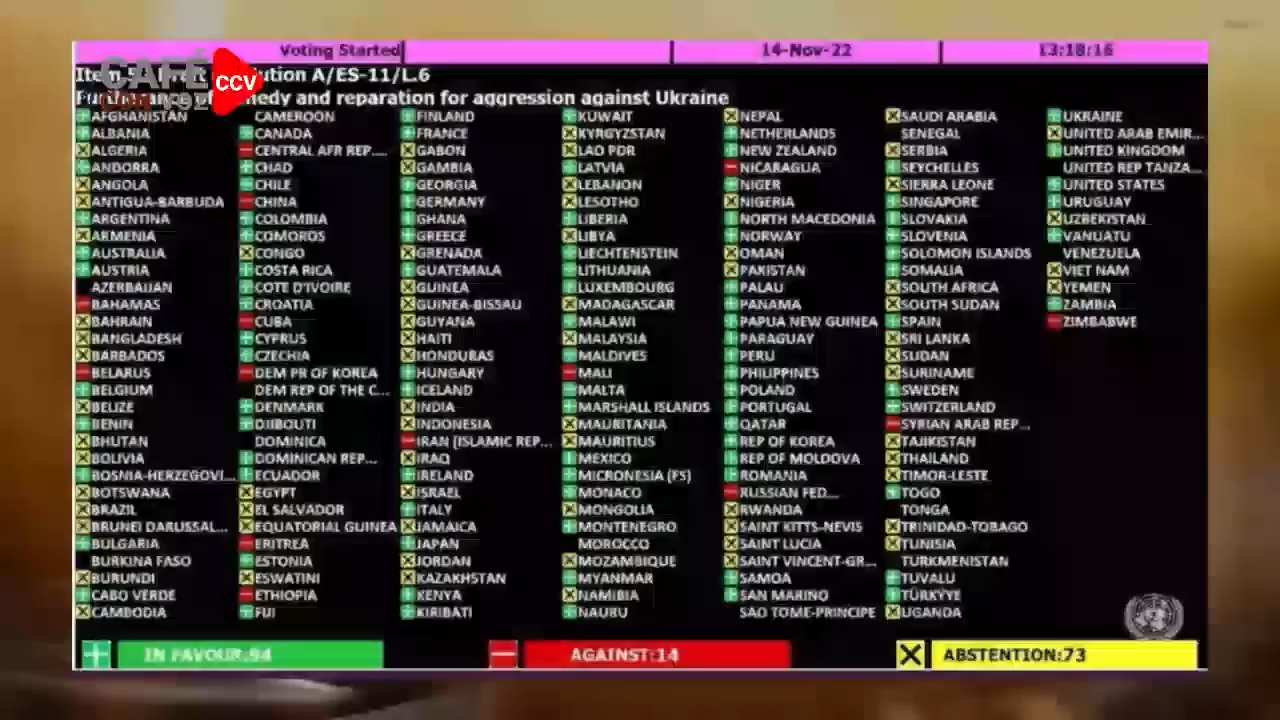 Voting Started 14-Nov-22 13:18:16
CAFÉ CCV
A/ES-11/L.6
and reparation for aggression against Ukraine
AFGHANISTAN CAMEROON FINLAND KUWAIT NEPAL SAUDI ARABIA UKRAINE
ALBANIA CANADA FRANCE KYRGYZSTAN NETHERLANDS SENEGAL UNITED ARAB EMIR...
ALGERIA CENTRAL AFR REP.... GABON LAO PDR NEW ZEALAND SERBIA UNITED KINGDOM
ANDORRA CHAD GAMBIA LATVIA NICARAGUA SEYCHELLES UNITED REP TANZA...
ANGOLA CHILE GEORGIA LEBANON NIGER SIERRA LEONE UNITED STATES
ANTIGUA-BARBUDA CHINA GERMANY LESOTHO NIGERIA SINGAPORE URUGUAY
ARGENTINA COLOMBIA GHANA LIBERIA NORTH MACEDONIA SLOVAKIA UZBEKISTAN
ARMENIA COMOROS GREECE LIBYA NORWAY SLOVENIA VANUATU
AUSTRALIA CONGO GRENADA LIECHTENSTEIN OMAN SOLOMON ISLANDS VENEZUELA
AUSTRIA COSTA RICA GUATEMALA LITHUANIA PAKISTAN SOMALIA VIET NAM
AZERBAIJAN COTE D'IVOIRE GUINEA LUXEMBOURG PALAU SOUTH AFRICA YEMEN
BAHAMAS CROATIA GUINEA-BISSAU MADAGASCAR PANAMA SOUTH SUDAN ZAMBIA
BAHRAIN CUBA GUYANA MALAWI PAPUA NEW GUINEA SPAIN ZIMBABWE
BANGLADESH CYPRUS HAITI MALAYSIA PARAGUAY SRI LANKA
BARBADOS CZECHIA HONDURAS MALDIVES PERU SUDAN
BELARUS DEM PR OF KOREA HUNGARY MALI PHILIPPINES SURINAME
BELGIUM DEM REP OF THE C... ICELAND MALTA POLAND SWEDEN
BELIZE DENMARK INDIA MARSHALL ISLANDS PORTUGAL SWITZERLAND
BENIN DJIBOUTI INDONESIA MAURITANIA QATAR SYRIAN ARAB REP...
BHUTAN DOMINICA IRAN (ISLAMIC REP... MAURITIUS REP OF KOREA TAJIKISTAN
BOLIVIA DOMINICAN REP... IRAQ MEXICO REP OF MOLDOVA THAILAND
BOSNIA-HERZEGOVI... ECUADOR IRELAND MICRONESIA (FS) ROMANIA TIMOR-LESTE
BOTSWANA EGYPT ISRAEL MONACO RUSSIAN FED... TOGO
BRAZIL EL SALVADOR ITALY MONGOLIA RWANDA TONGA
BRUNEI DARUSSAL... EQUATORIAL GUINEA JAMAICA MONTENEGRO SAINT KITTS-NEVIS TRINIDAD-TOBAGO
BULGARIA ERITREA JAPAN MOROCCO SAINT LUCIA TUNISIA
BURKINA FASO ESTONIA JORDAN MOZAMBIQUE SAINT VINCENT-GR... TURKMENISTAN
BURUNDI ESWATINI KAZAKHSTAN MYANMAR SAMOA TUVALU
CABO VERDE ETHIOPIA KENYA NAMIBIA SAN MARINO TÜRKİYE
CAMBODIA FIJI KIRIBATI NAURU SAO TOME-PRINCIPE UGANDA
IN FAVOUR:94 AGAINST:14 ABSTENTION:73